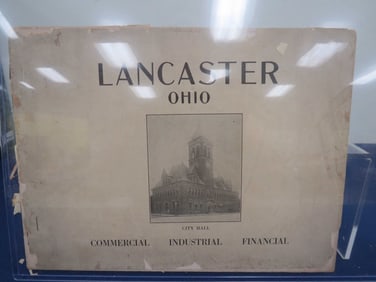 LANCASTER
OHIO
CITY HALL
COMMERCIAL INDUSTRIAL FINANCIAL